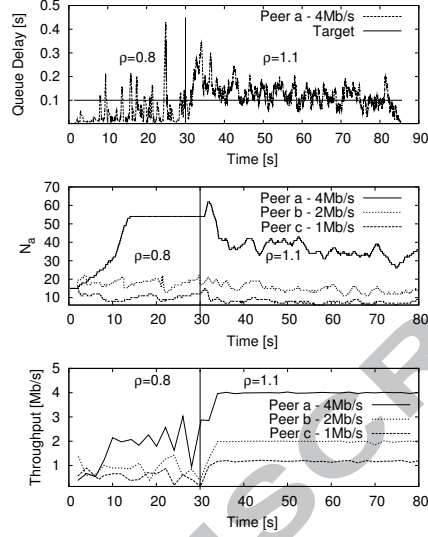 Queue Delay [s]
0.5
0.4
0.3
0.2
0.1
ρ=0.8
ρ=1.1
Peer a - 4Mb/s
Target
0 10 20 30 40 50 60 70 80 90
Time [s]
N_a
70
60
50
40
30
20
10
ρ=0.8
ρ=1.1
Peer a - 4Mb/s
Peer b - 2Mb/s
Peer c - 1Mb/s
0 10 20 30 40 50 60 70 80
Time [s]
Throughput [Mb/s]
5
4
3
2
1
ρ=0.8
ρ=1.1
Peer a - 4Mb/s
Peer b - 2Mb/s
Peer c - 1Mb/s
0 10 20 30 40 50 60 70 80
Time [s]
SCR